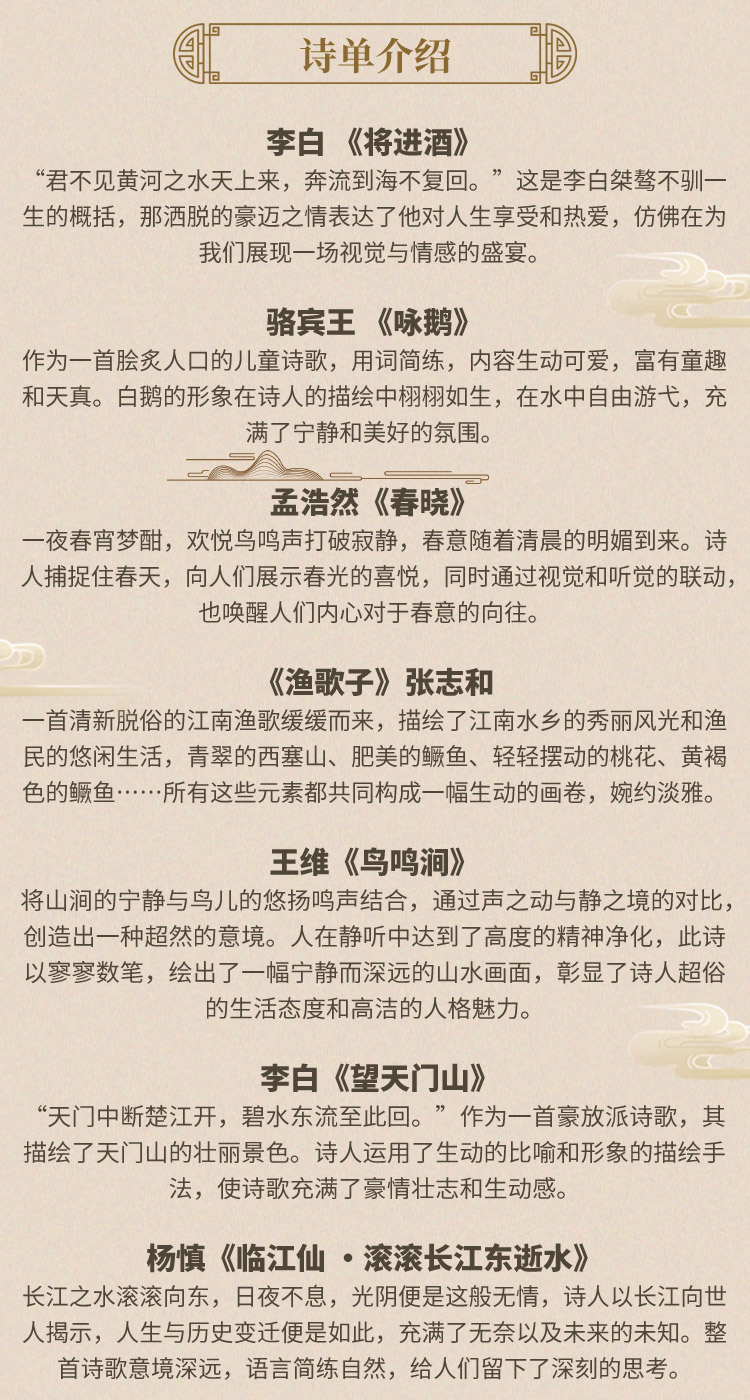 诗单介绍
李白 《将进酒》
“君不见黄河之水天上来，奔流到海不复回。”这是李白桀骜不驯一
生的概括，那洒脱的豪迈之情表达了他对人生享受和热爱，仿佛在为
我们展现一场视觉与情感的盛宴。
骆宾王 《咏鹅》
作为一首脍炙人口的儿童诗歌，用词简练，内容生动可爱，富有童趣
和天真。白鹅的形象在诗人的描绘中栩栩如生，在水中自由游弋，充
满了宁静和美好的氛围。
孟浩然《春晓》
一夜春宵梦酣，欢悦鸟鸣声打破寂静，春意随着清晨的明媚到来。诗
人捕捉住春天，向人们展示春光的喜悦，同时通过视觉和听觉的联动，
也唤醒人们内心对于春意的向往。
《渔歌子》张志和
一首清新脱俗的江南渔歌缓缓而来，描绘了江南水乡的秀丽风光和渔
民的悠闲生活，青翠的西塞山、肥美的鳜鱼、轻轻摆动的桃花、黄褐
色的鳜鱼……所有这些元素都共同构成一幅生动的画卷，婉约淡雅。
王维《鸟鸣涧》
将山涧的宁静与鸟儿的悠扬鸣声结合，通过声之动与静之境的对比，
创造出一种超然的意境。人在静听中达到了高度的精神净化，此诗
以寥寥数笔，绘出了一幅宁静而深远的山水画面，彰显了诗人超俗
的生活态度和高洁的人格魅力。
李白《望天门山》
“天门中断楚江开，碧水东流至此回。”作为一首豪放派诗歌，其
描绘了天门山的壮丽景色。诗人运用了生动的比喻和形象的描绘手
法，使诗歌充满了豪情壮志和生动感。
杨慎《临江仙 ·滚滚长江东逝水》
长江之水滚滚向东，日夜不息，光阴便是这般无情，诗人以长江向世
人揭示，人生与历史变迁便是如此，充满了无奈以及未来的未知。整
首诗歌意境深远，语言简练自然，给人们留下了深刻的思考。